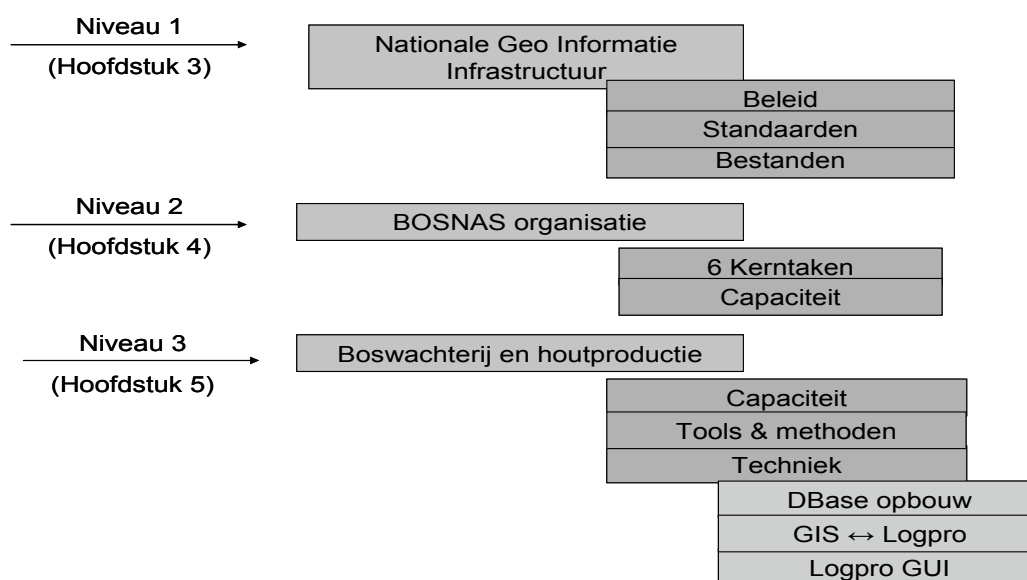 Niveau 1
(Hoofdstuk 3)
Nationale Geo Informatie
Infrastructuur
Beleid
Standaarden
Bestanden
Niveau 2
(Hoofdstuk 4)
BOSNAS organisatie
6 Kerntaken
Capaciteit
Niveau 3
(Hoofdstuk 5)
Boswachterij en houtproductie
Capaciteit
Tools & methoden
Techniek
DBase opbouw
GIS ↔ Logpro
Logpro GUI